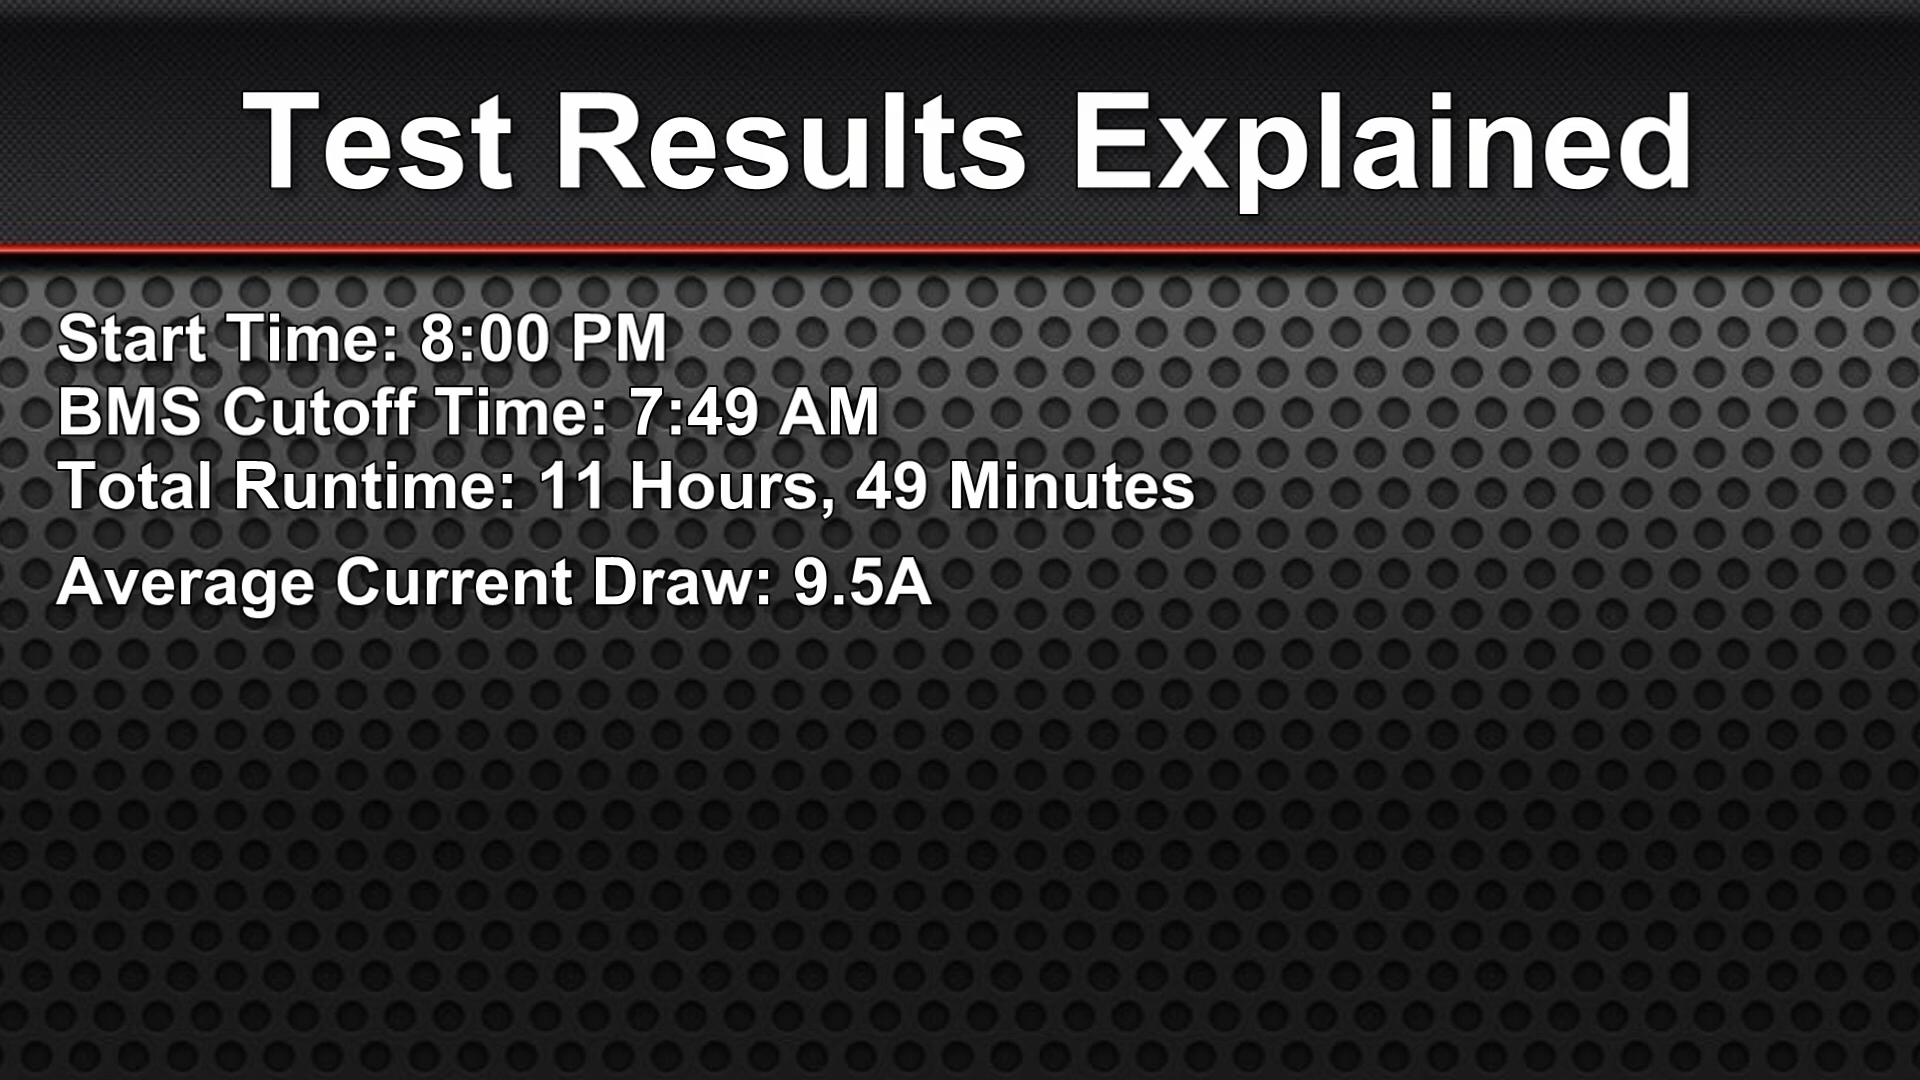 Test Results Explained
Start Time: 8:00 PM
BMS Cutoff Time: 7:49 AM
Total Runtime: 11 Hours, 49 Minutes
Average Current Draw: 9.5A